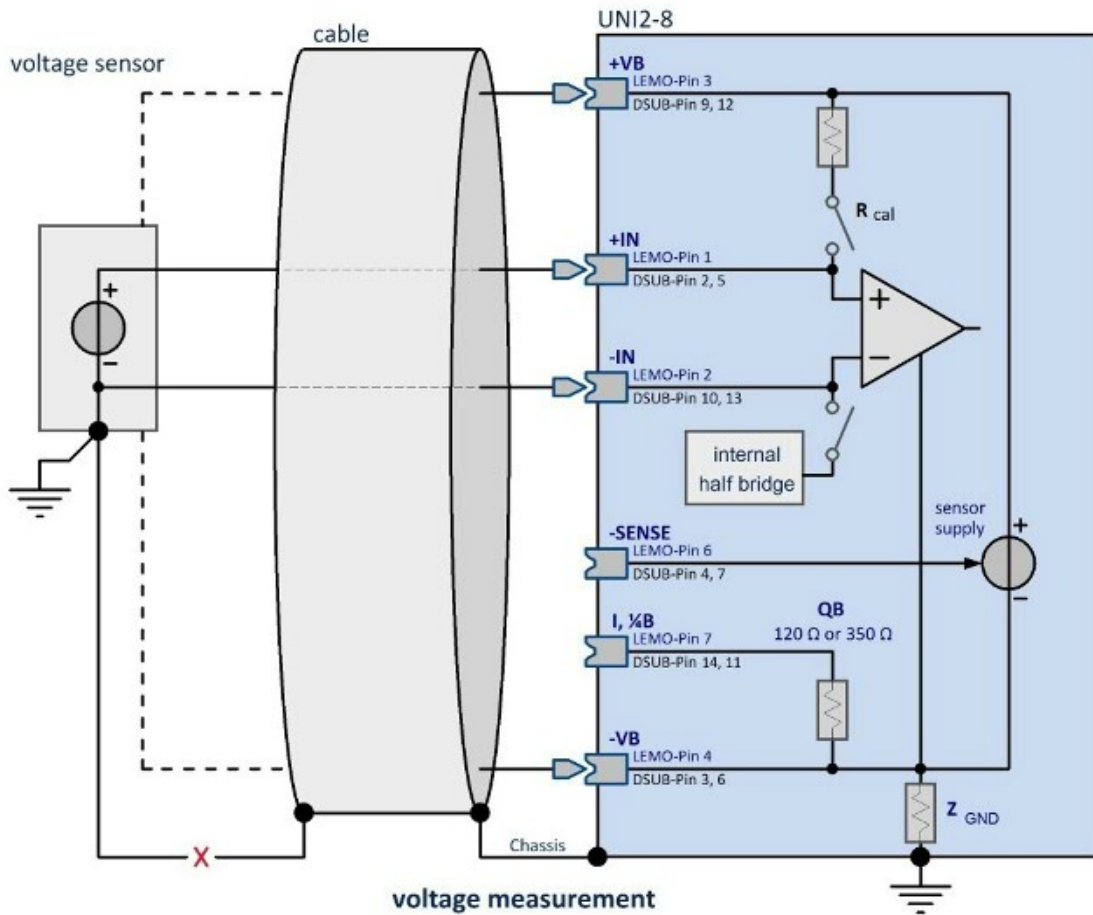 UNI2-8
cable
voltage sensor
+VB
LEMO-Pin 3
DSUB-Pin 9, 12
R cal
+IN
LEMO-Pin 1
DSUB-Pin 2, 5
+
+
−
−
-IN
LEMO-Pin 2
DSUB-Pin 10, 13
internal
half bridge
sensor
supply
+
−
-SENSE
LEMO-Pin 6
DSUB-Pin 4, 7
I, ¼B
LEMO-Pin 7
DSUB-Pin 14, 11
QB
120 Ω or 350 Ω
-VB
LEMO-Pin 4
DSUB-Pin 3, 6
Z GND
X
Chassis
voltage measurement